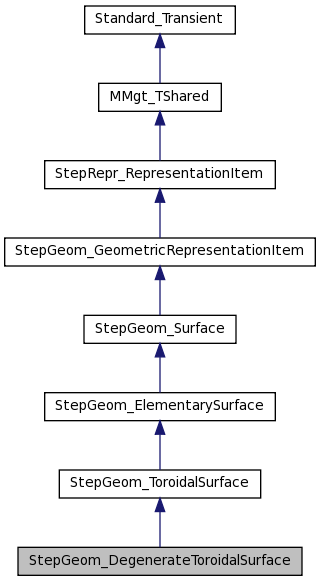 Standard_Transient
MMgt_TShared
StepRepr_RepresentationItem
StepGeom_GeometricRepresentationItem
StepGeom_Surface
StepGeom_ElementarySurface
StepGeom_ToroidalSurface
StepGeom_DegenerateToroidalSurface